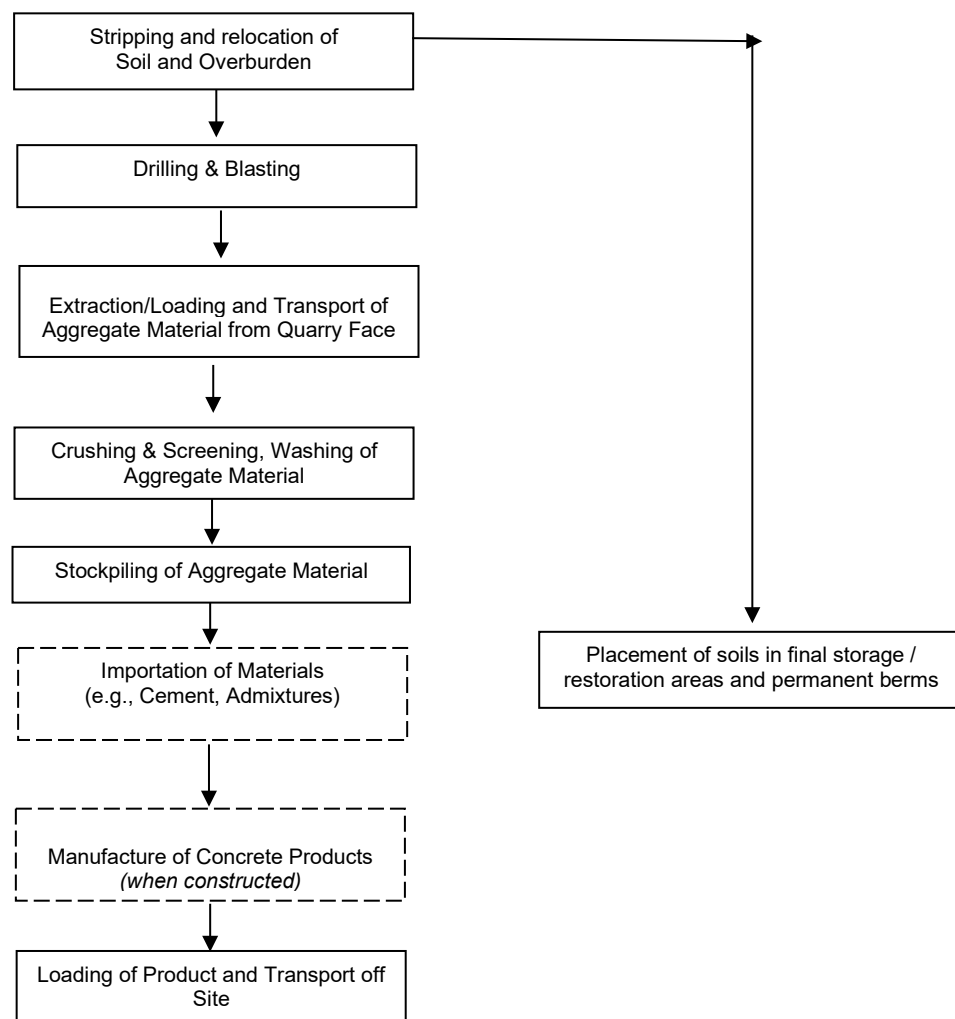 Stripping and relocation of
Soil and Overburden
Drilling & Blasting
Extraction/Loading and Transport of
Aggregate Material from Quarry Face
Crushing & Screening, Washing of
Aggregate Material
Stockpiling of Aggregate Material
Importation of Materials
(e.g., Cement, Admixtures)
Placement of soils in final storage /
restoration areas and permanent berms
Manufacture of Concrete Products
(when constructed)
Loading of Product and Transport off
Site